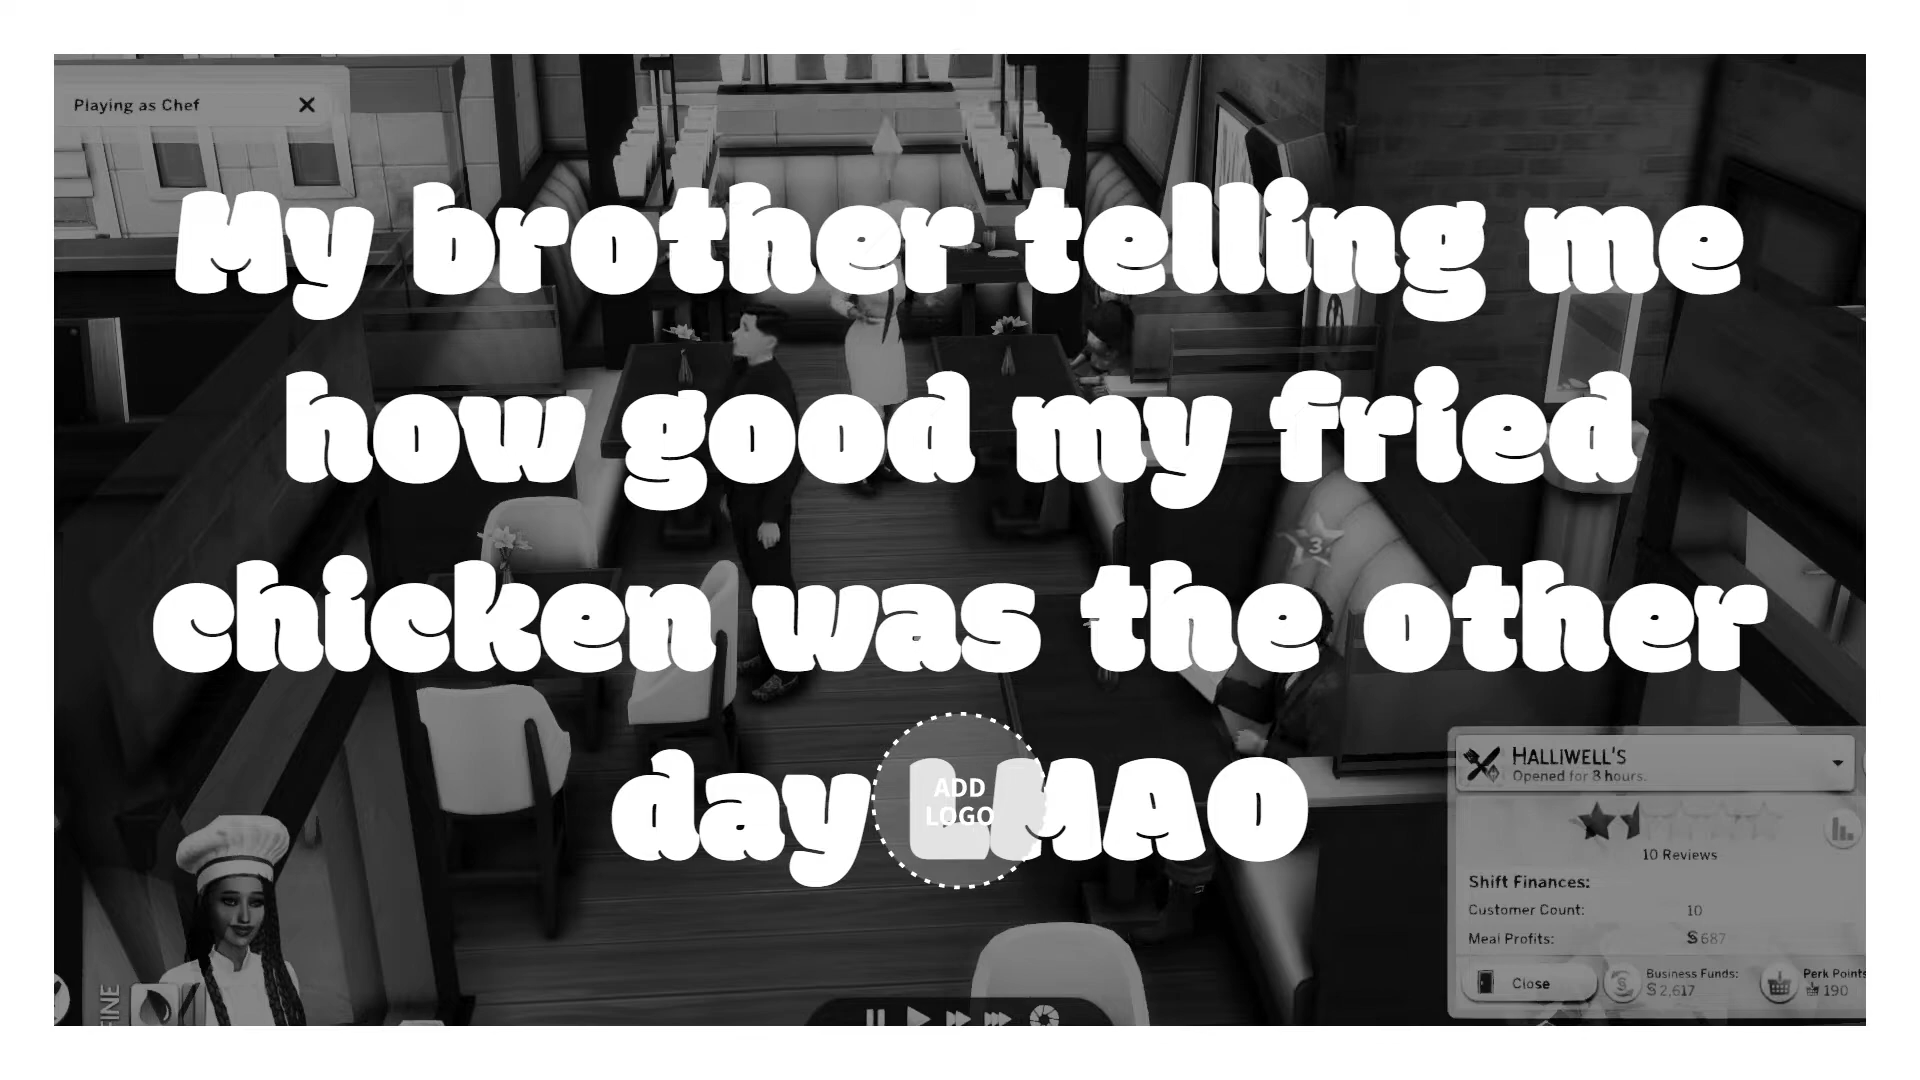 Playing as Chef
My brother telling me
how good my fried
chicken was the other
day LMAO
ADD
LOGO
3
HALLIWELL'S
Opened for 8 hours.
10 Reviews
Shift Finances:
Customer Count: 10
Meal Profits: §687
Close
Business Funds:
§2,617
Perk Points
190
FINE